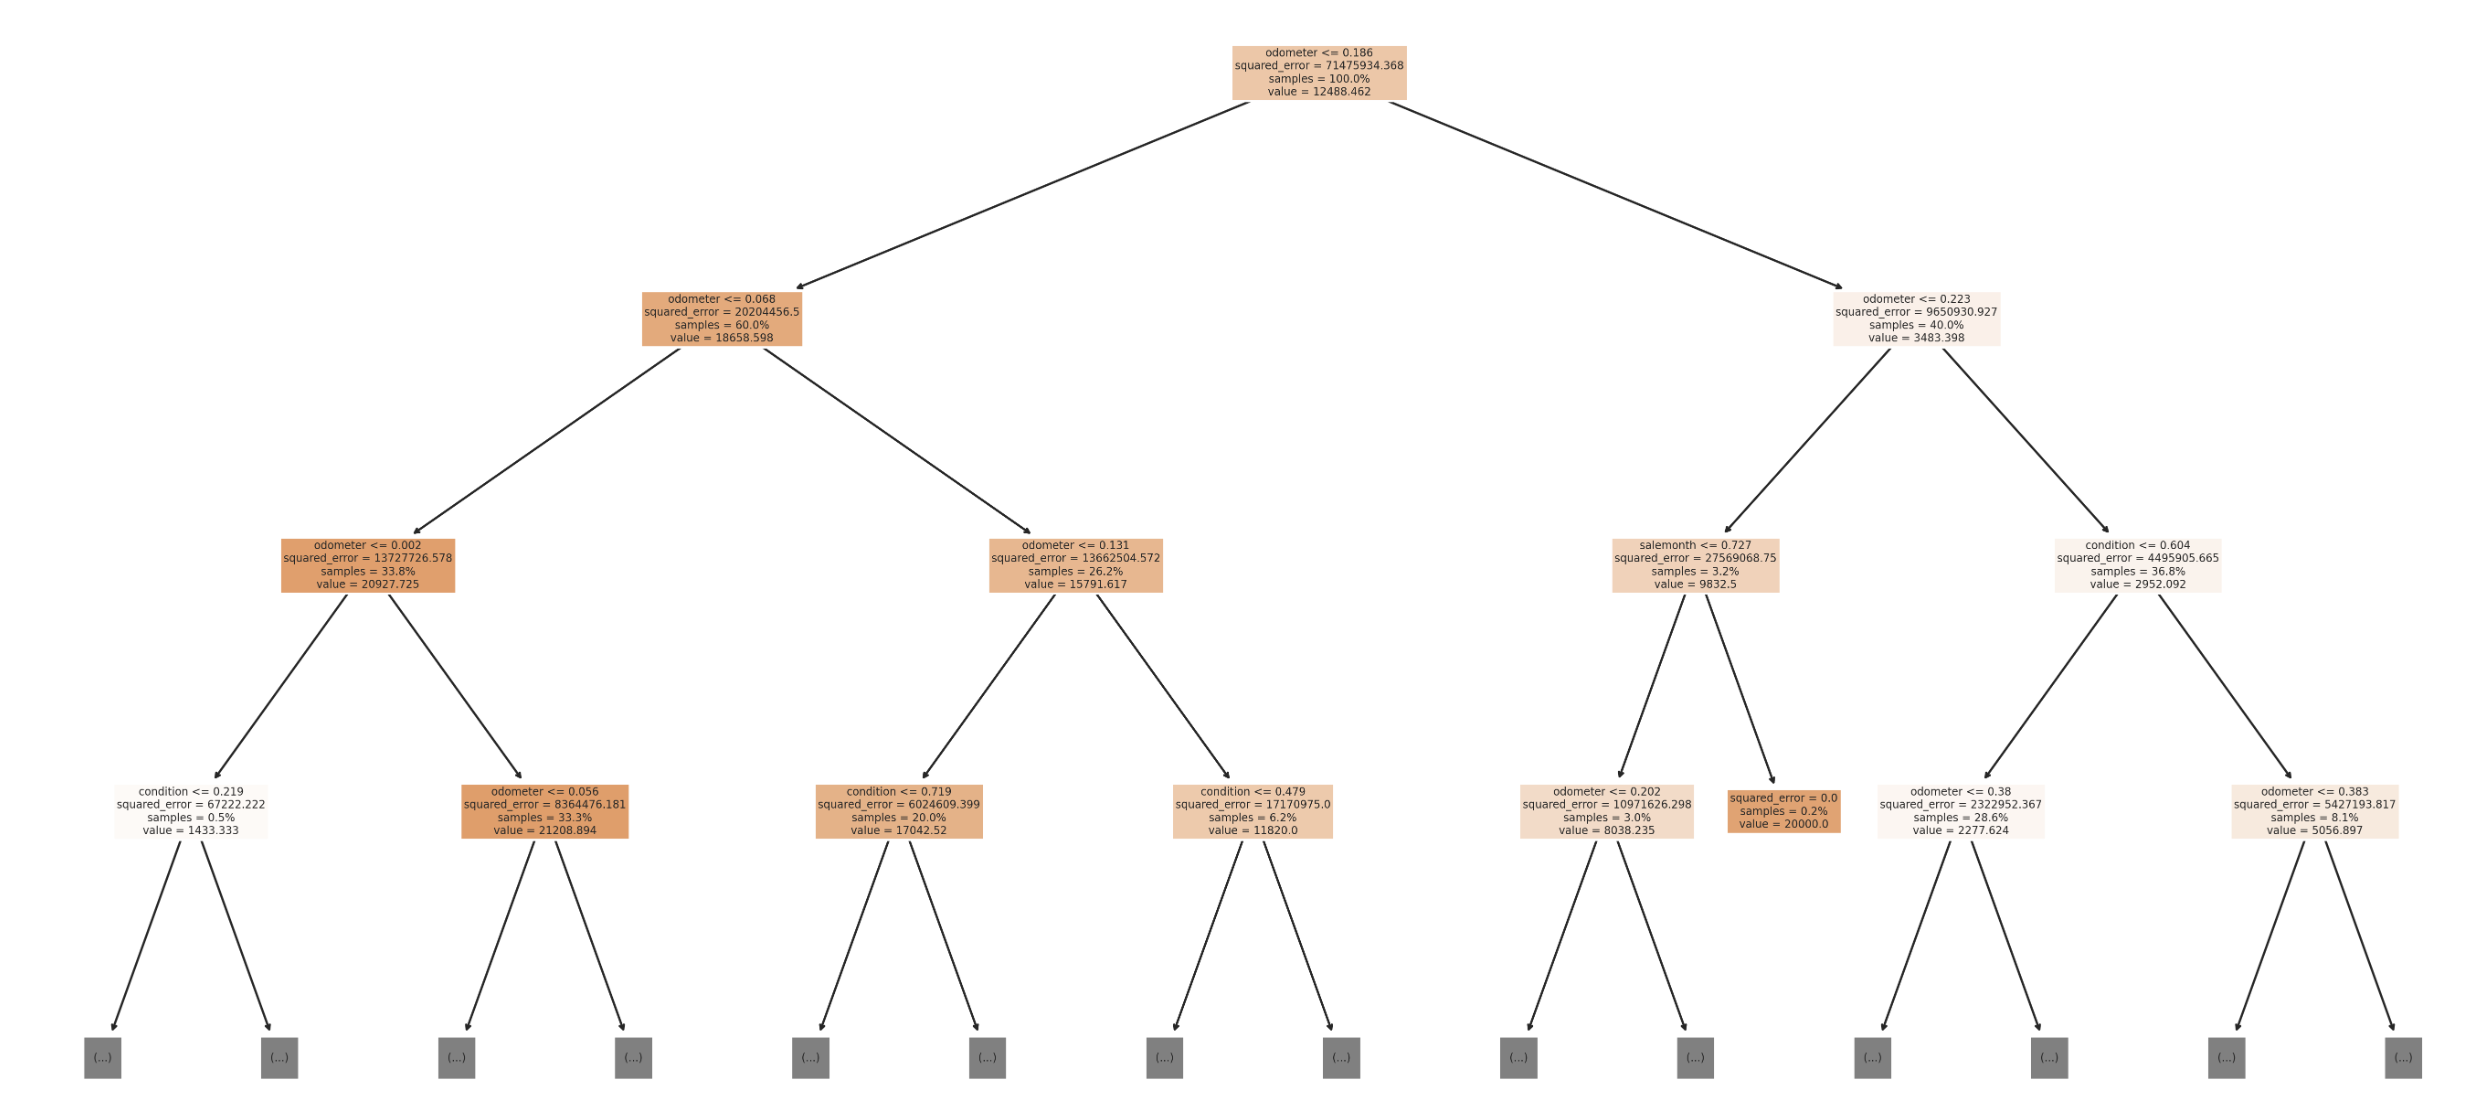 odometer <= 0.186
squared_error = 71475934.368
samples = 100.0%
value = 12488.462
odometer <= 0.068
squared_error = 20204456.5
samples = 60.0%
value = 18658.598
odometer <= 0.223
squared_error = 9650930.927
samples = 40.0%
value = 3483.398
odometer <= 0.002
squared_error = 13727726.578
samples = 33.8%
value = 20927.725
odometer <= 0.131
squared_error = 13662504.572
samples = 26.2%
value = 15791.617
salemonth <= 0.727
squared_error = 27569068.75
samples = 3.2%
value = 9832.5
condition <= 0.604
squared_error = 4495905.665
samples = 36.8%
value = 2952.092
condition <= 0.219
squared_error = 67222.222
samples = 0.5%
value = 1433.333
odometer <= 0.056
squared_error = 8364476.181
samples = 33.3%
value = 21208.894
condition <= 0.719
squared_error = 6024609.399
samples = 20.0%
value = 17042.52
condition <= 0.479
squared_error = 17170975.0
samples = 6.2%
value = 11820.0
odometer <= 0.202
squared_error = 10971626.298
samples = 3.0%
value = 8038.235
squared_error = 0.0
samples = 0.2%
value = 20000.0
odometer <= 0.38
squared_error = 2322952.367
samples = 28.6%
value = 2277.624
odometer <= 0.383
squared_error = 5427193.817
samples = 8.1%
value = 5056.897
(...)
(...)
(...)
(...)
(...)
(...)
(...)
(...)
(...)
(...)
(...)
(...)
(...)
(...)